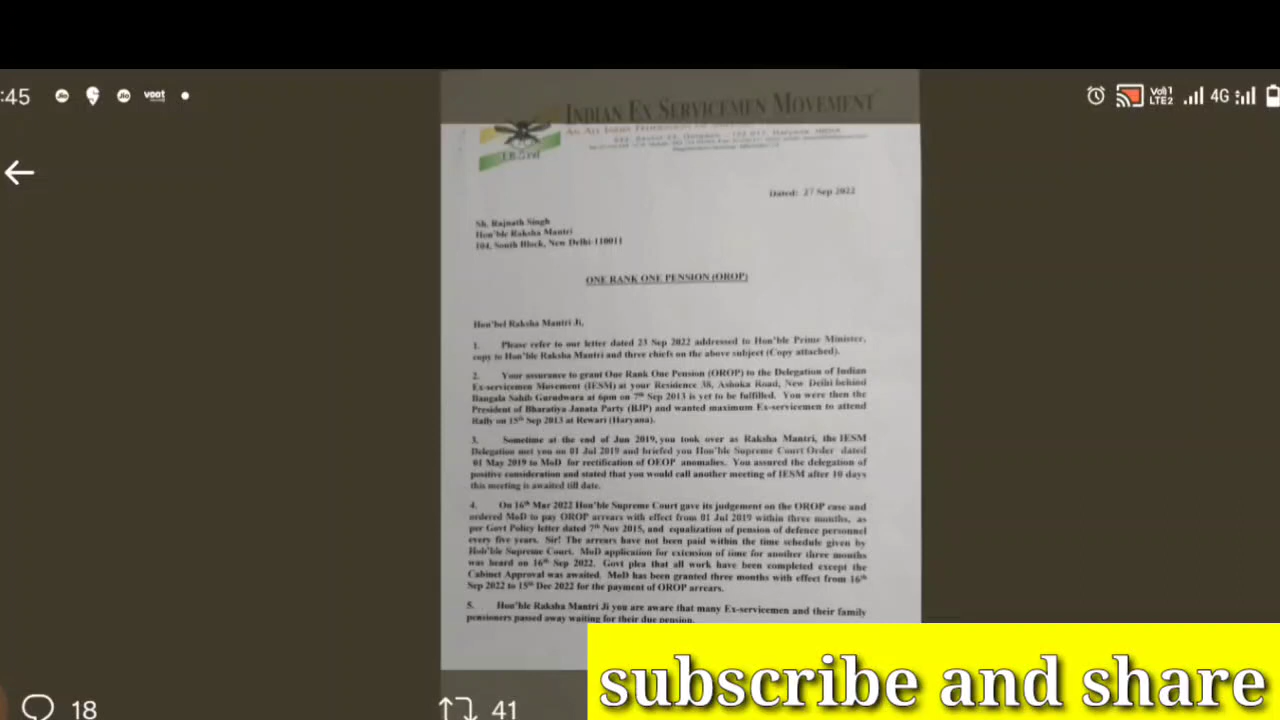 :45
Jio
Jio
voot
Vo))1
LTE2
4G
INDIAN EX SERVICEMEN MOVEMENT
AN ALL INDIA FEDERATION OF
Dated: 27 Sep 2022
Sh. Rajnath Singh
Hon'ble Raksha Mantri
104, South Block, New Delhi-110011
ONE RANK ONE PENSION (OROP)
Hon'bel Raksha Mantri Ji,
1. Please refer to our letter dated 23 Sep 2022 addressed to Hon'ble Prime Minister,
copy to Hon'ble Raksha Mantri and three chiefs on the above subject (Copy attached).
2. Your assurance to grant One Rank One Pension (OROP) to the Delegation of Indian
Ex-servicemen Movement (IESM) at your Residence 38, Ashoka Road, New Delhi behind
Bangala Sahib Gurudwara at 6pm on 7th Sep 2013 is yet to be fulfilled. You were then the
President of Bharatiya Janata Party (BJP) and wanted maximum Ex-servicemen to attend
Rally on 15th Sep 2013 at Rewari (Haryana).
3. Sometime at the end of Jun 2019, you took over as Raksha Mantri, the IESM
Delegation met you on 01 Jul 2019 and briefed you Hon'ble Supreme Court Order dated
01 May 2019 to MoD for rectification of OEOP anomalies. You assured the delegation of
positive consideration and stated that you would call another meeting of IESM after 10 days
this meeting is awaited till date.
4. On 16th Mar 2022 Hon'ble Supreme Court gave its judgement on the OROP case and
ordered MoD to pay OROP arrears with effect from 01 Jul 2019 within three months, as
per Govt Policy letter dated 7th Nov 2015, and equalization of pension of defence personnel
every five years. Sir! The arrears have not been paid within the time schedule given by
Hob'ble Supreme Court. MoD application for extension of time for another three months
was heard on 16th Sep 2022. Govt plea that all work have been completed except the
Cabinet Approval was awaited. MoD has been granted three months with effect from 16th
Sep 2022 to 15th Dec 2022 for the payment of OROP arrears.
5. Hon'ble Raksha Mantri Ji you are aware that many Ex-servicemen and their family
pensioners passed away waiting for their due pension.
subscribe and share
18
41